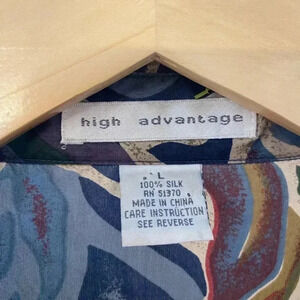 high advantage
L
100% SILK
RN 51370
MADE IN CHINA
CARE INSTRUCTION
SEE REVERSE